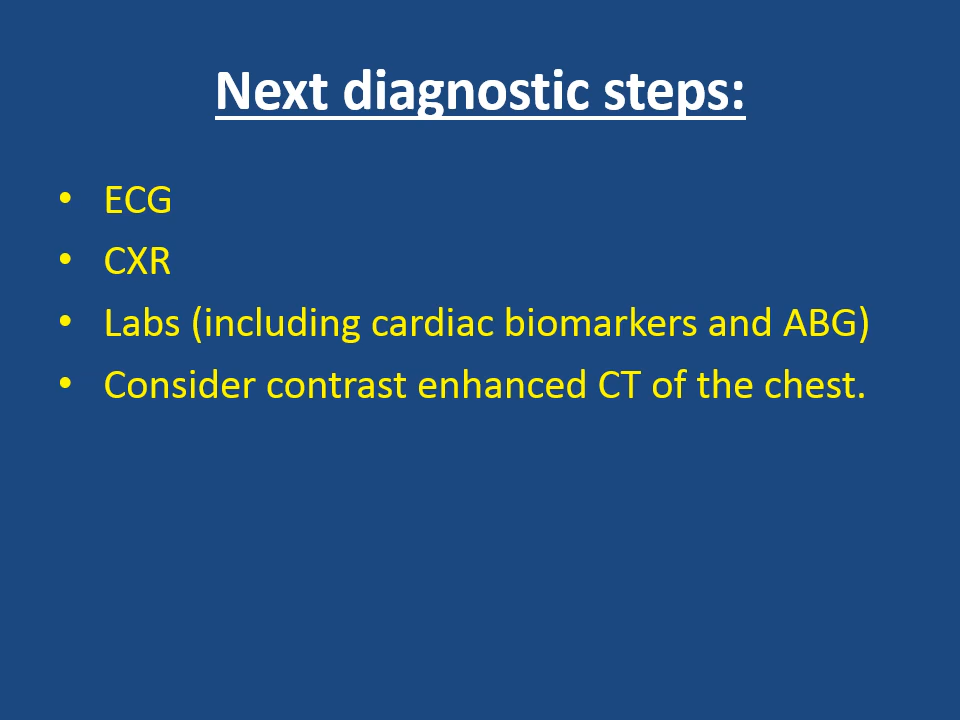 Next diagnostic steps:
• ECG
• CXR
• Labs (including cardiac biomarkers and ABG)
• Consider contrast enhanced CT of the chest.